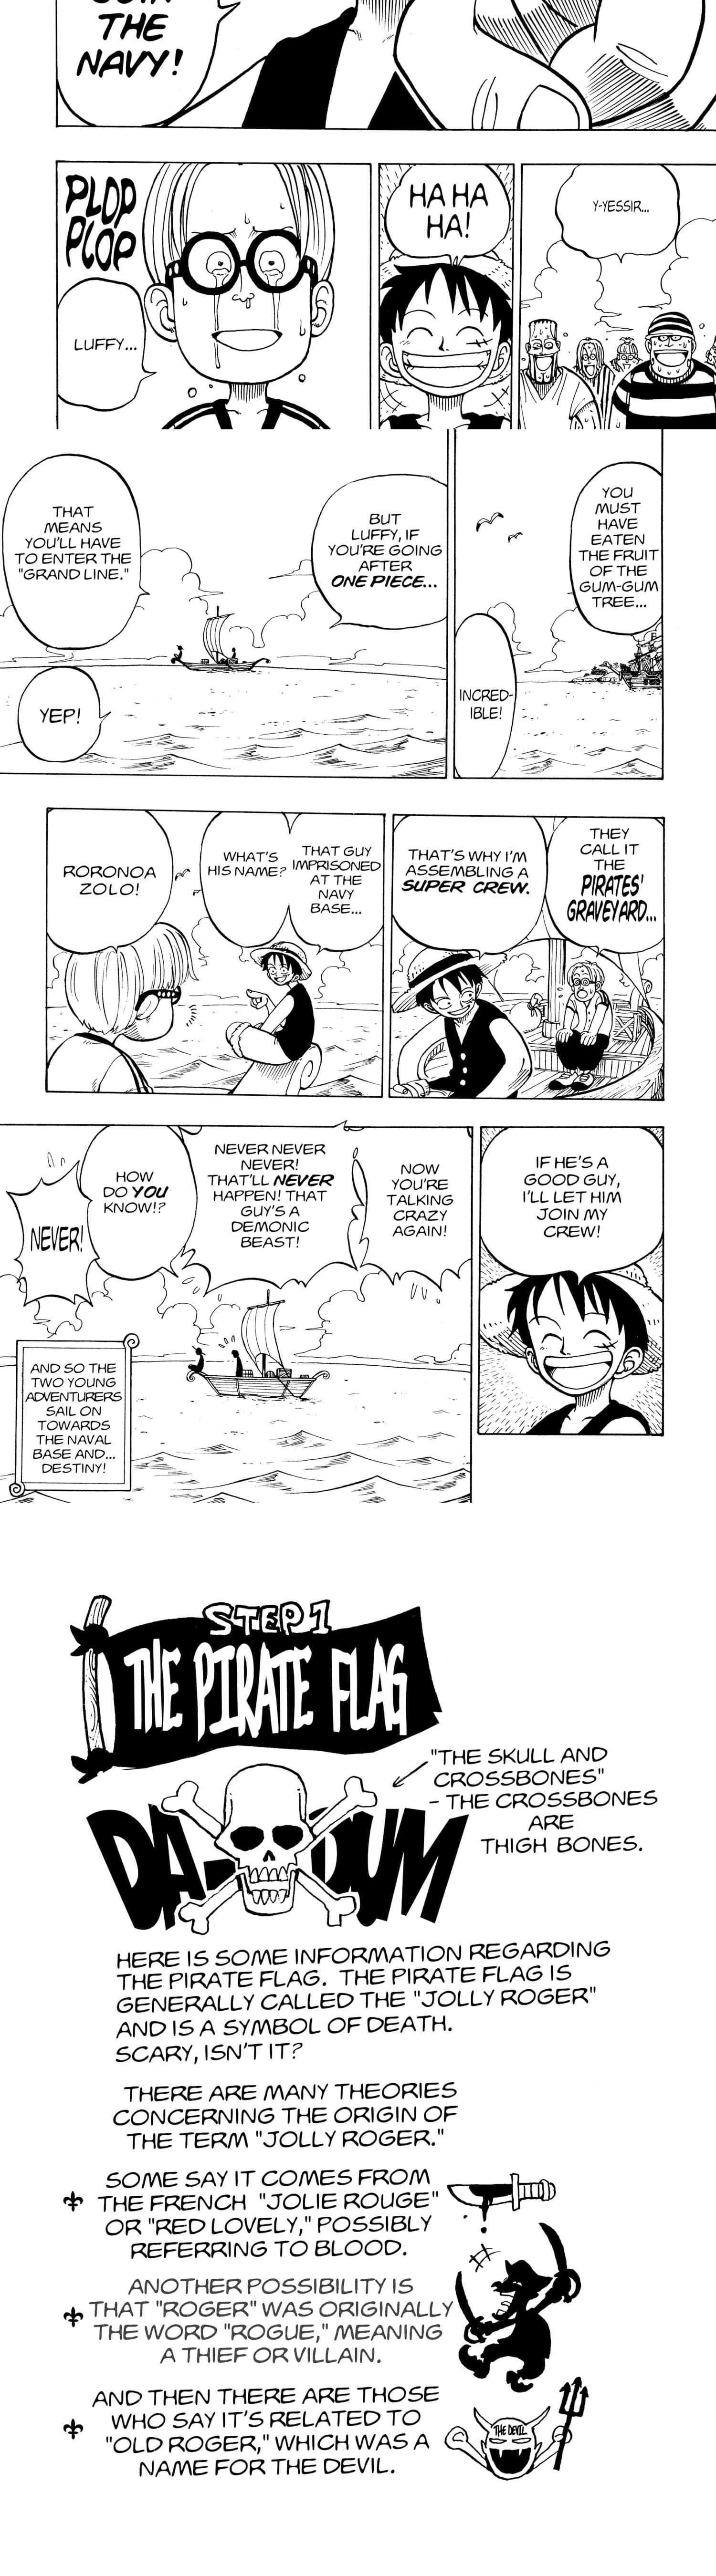 THE
NAVY!
Y-YESSIR...
HA HA
HA!
PLOP
PLOP
LUFFY...
YOU
MUST
HAVE
EATEN
THE FRUIT
OF THE
GUM-GUM
TREE...
INCRED-
IBLE!
BUT
LUFFY, IF
YOU'RE GOING
AFTER
ONE PIECE...
THAT
MEANS
YOU'LL HAVE
TO ENTER THE
"GRAND LINE."
YEP!
THEY
CALL IT
THE
PIRATES'
GRAVEYARD...
THAT'S WHY I'M
ASSEMBLING A
SUPER CREW.
THAT GUY
IMPRISONED
AT THE
NAVY
BASE...
WHAT'S
HIS NAME?
RORONOA
ZOLO!
IF HE'S A
GOOD GUY,
I'LL LET HIM
JOIN MY
CREW!
NOW
YOU'RE
TALKING
CRAZY
AGAIN!
NEVER NEVER
NEVER!
THAT'LL NEVER
HAPPEN! THAT
GUY'S A
DEMONIC
BEAST!
HOW
DO YOU
KNOW!?
NEVER!
AND SO THE
TWO YOUNG
ADVENTURERS
SAIL ON
TOWARDS
THE NAVAL
BASE AND...
DESTINY!
STEP 1
THE PIRATE FLAG
"THE SKULL AND
CROSSBONES"
- THE CROSSBONES
ARE
THIGH BONES.
DA-DUM
HERE IS SOME INFORMATION REGARDING
THE PIRATE FLAG. THE PIRATE FLAG IS
GENERALLY CALLED THE "JOLLY ROGER"
AND IS A SYMBOL OF DEATH.
SCARY, ISN'T IT?
THERE ARE MANY THEORIES
CONCERNING THE ORIGIN OF
THE TERM "JOLLY ROGER."
SOME SAY IT COMES FROM
THE FRENCH "JOLIE ROUGE"
OR "RED LOVELY," POSSIBLY
REFERRING TO BLOOD.
ANOTHER POSSIBILITY IS
THAT "ROGER" WAS ORIGINALLY
THE WORD "ROGUE," MEANING
A THIEF OR VILLAIN.
AND THEN THERE ARE THOSE
WHO SAY IT'S RELATED TO
"OLD ROGER," WHICH WAS A
NAME FOR THE DEVIL.
THE DEVIL